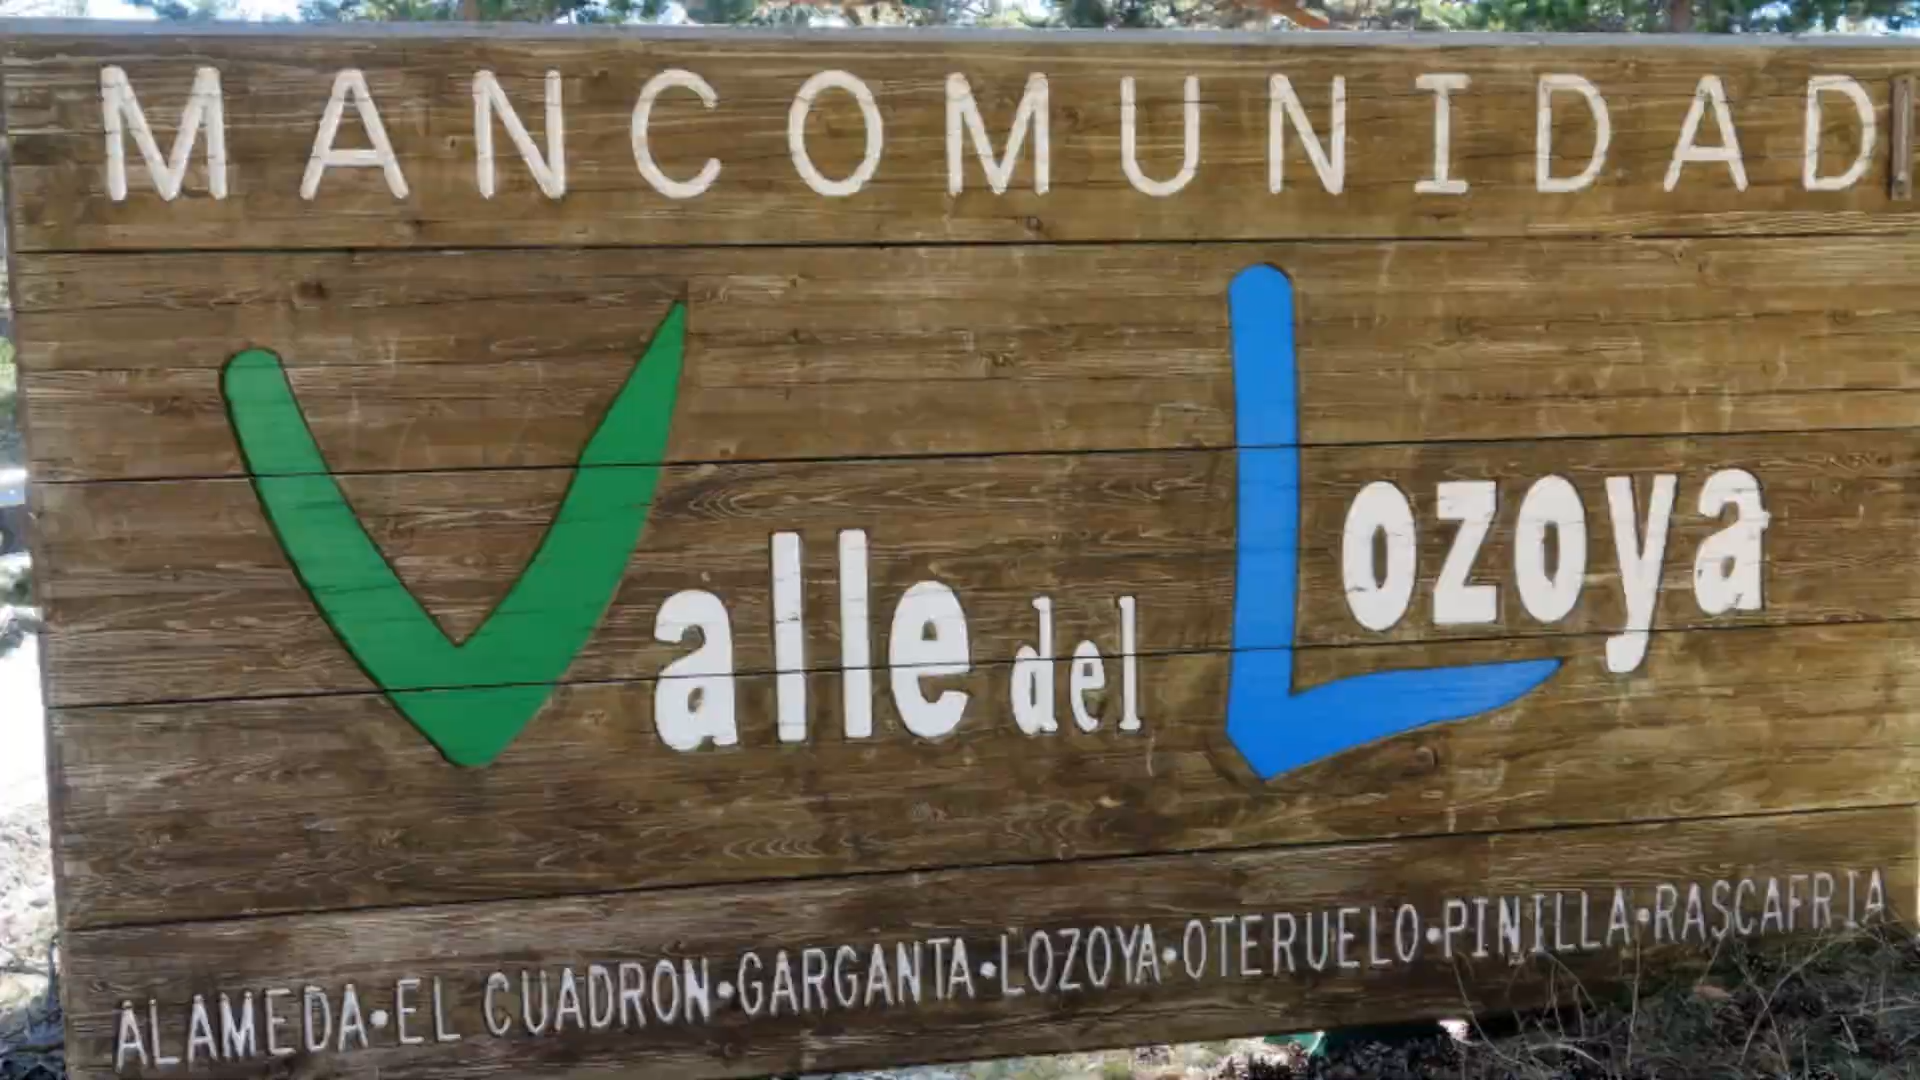 MANCOMUNIDAD
Valle del Lozoya
ALAMEDA•EL CUADRON•GARGANTA•LOZOYA•OTERUELO•PINILLA•RASCAFRIA